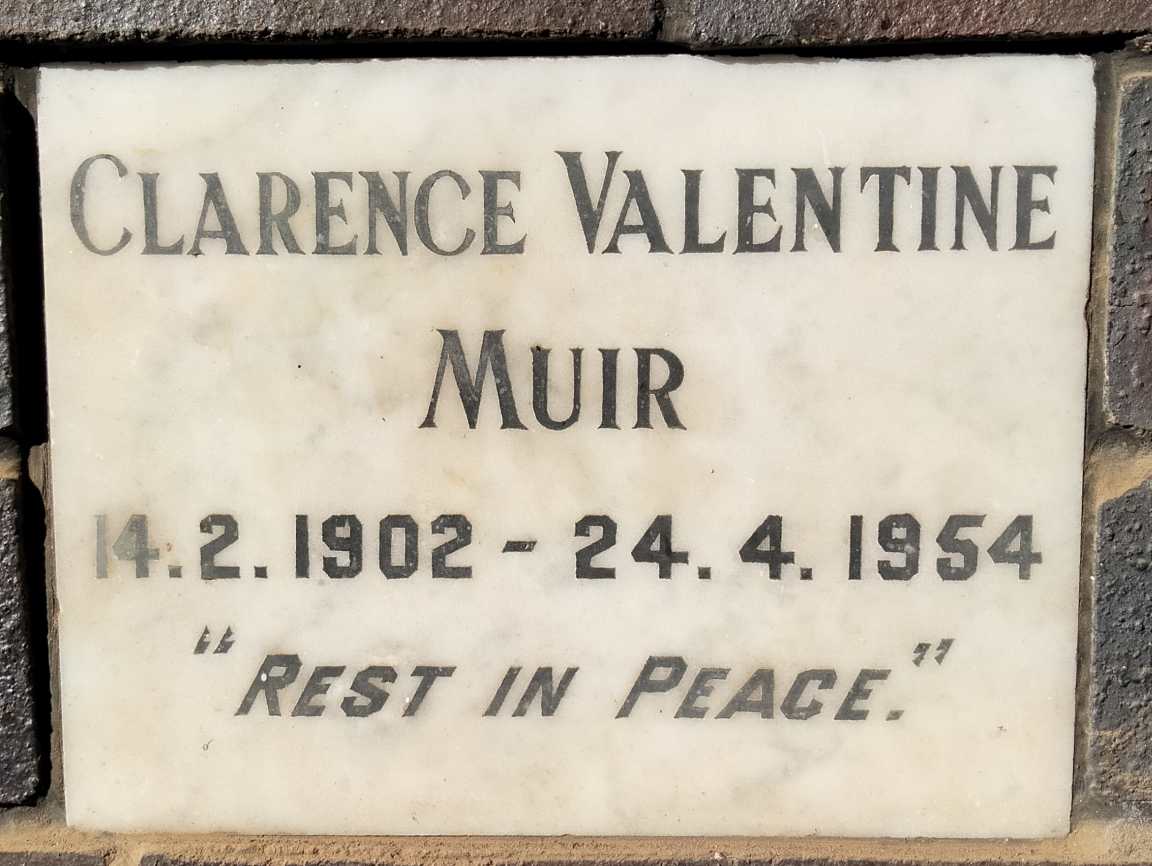 CLARENCE VALENTINE
MUIR
14.2.1902 - 24.4.1954
"REST IN PEACE."